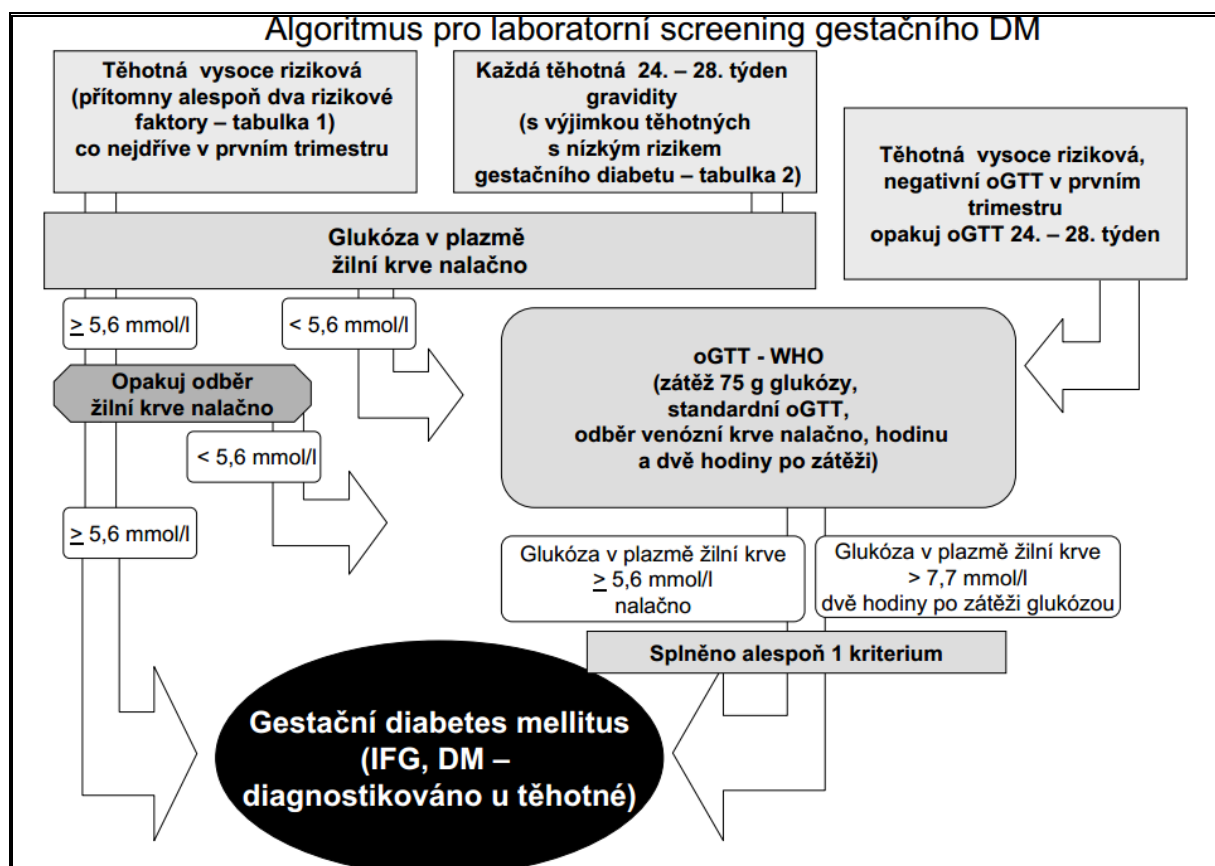 Algoritmus pro laboratorní screening gestačního DM
Těhotná vysoce riziková
(přítomny alespoň dva rizikové
faktory – tabulka 1)
co nejdříve v prvním trimestru
Každá těhotná 24. – 28. týden
gravidity
(s výjimkou těhotných
s nízkým rizikem
gestačního diabetu – tabulka 2)
Těhotná vysoce riziková,
negativní oGTT v prvním
trimestru
opakuj oGTT 24. – 28. týden
Glukóza v plazmě
žilní krve nalačno
≥ 5,6 mmol/l
< 5,6 mmol/l
Opakuj odběr
žilní krve nalačno
< 5,6 mmol/l
≥ 5,6 mmol/l
oGTT - WHO
(zátěž 75 g glukózy,
standardní oGTT,
odběr venózní krve nalačno, hodinu
a dvě hodiny po zátěži)
Glukóza v plazmě žilní krve
≥ 5,6 mmol/l
nalačno
Glukóza v plazmě žilní krve
> 7,7 mmol/l
dvě hodiny po zátěži glukózou
Splněno alespoň 1 kriterium
Gestační diabetes mellitus
(IFG, DM –
diagnostikováno u těhotné)